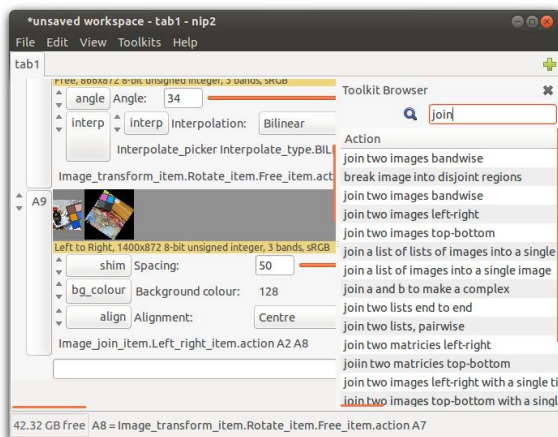 *unsaved workspace - tab1 - nip2
File Edit View Toolkits Help
tab1
Free, 866x872 8-bit unsigned integer, 3 bands, sRGB
angle Angle: 34
interp interp Interpolation: Bilinear
Interpolate_picker Interpolate_type.BIL
Image_transform_item.Rotate_item.Free_item.act
A9
Left to Right, 1400x872 8-bit unsigned integer, 3 bands, sRGB
shim Spacing: 50
bg_colour Background colour: 128
align Alignment: Centre
Image_join_item.Left_right_item.action A2 A8
Toolkit Browser
join
Action
join two images bandwise
break image into disjoint regions
join two images bandwise
join two images left-right
join two images top-bottom
join a list of lists of images into a single
join a list of images into a single image
join a and b to make a complex
join two lists end to end
join two lists, pairwise
join two matricies left-right
joiin two matricies top-bottom
join two images left-right with a single ti
join two images top-bottom with a singl
42.32 GB free A8 = Image_transform_item.Rotate_item.Free_item.action A7